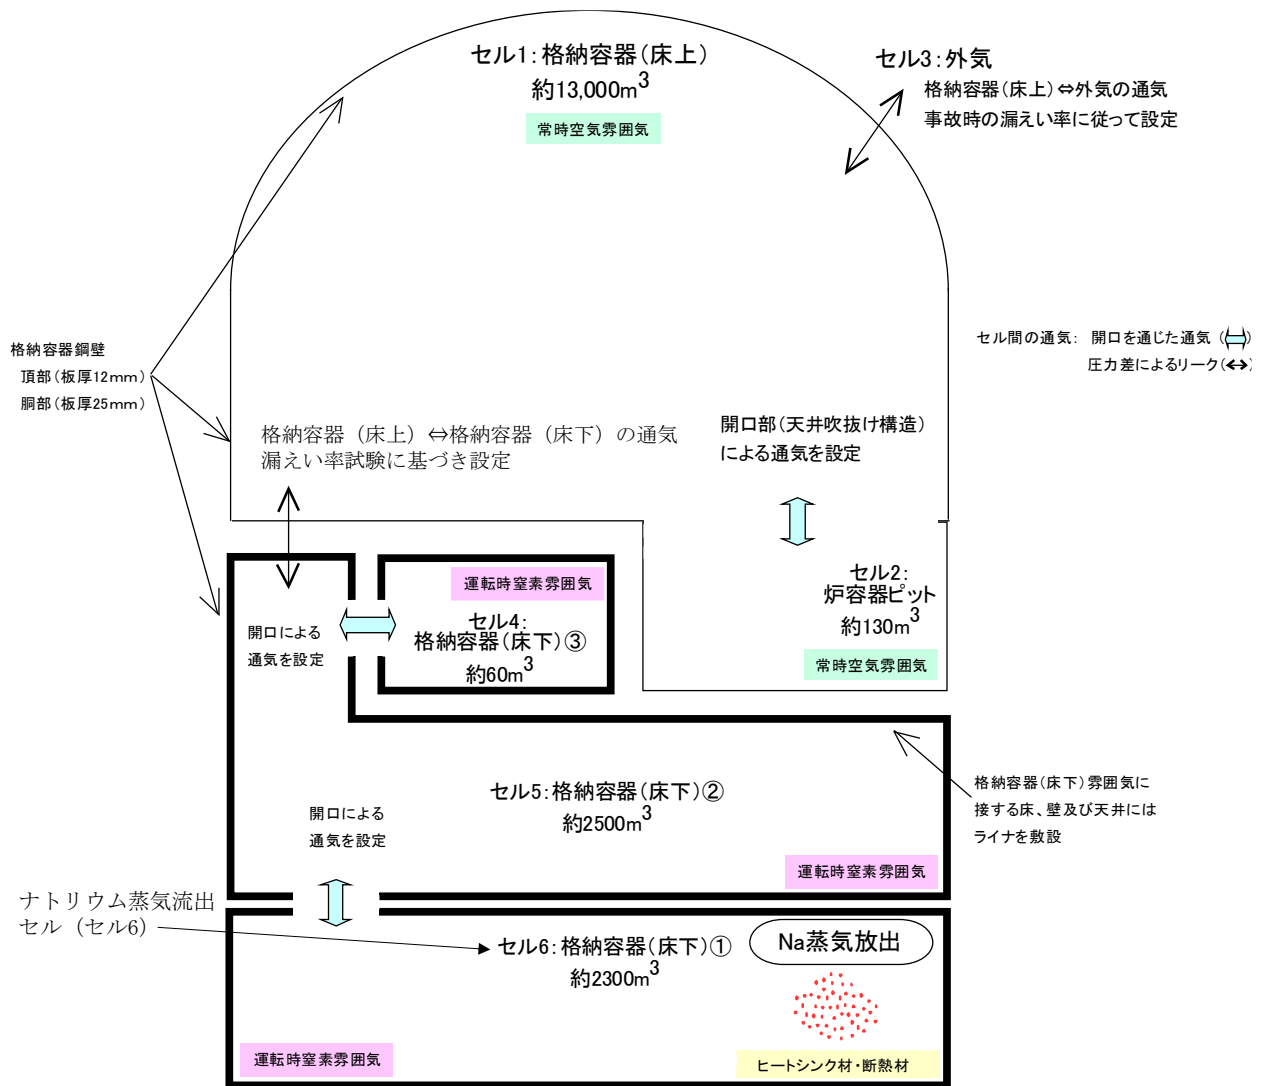 セル1：格納容器（床上）
約13,000m3
常時空気雰囲気
セル3：外気
格納容器（床上）⇔外気の通気
事故時の漏えい率に従って設定
格納容器鋼壁
頂部（板厚12mm）
胴部（板厚25mm）
セル間の通気： 開口を通じた通気（⇔）
圧力差によるリーク（↔）
格納容器（床上）⇔格納容器（床下）の通気
漏えい率試験に基づき設定
開口部（天井吹抜け構造）
による通気を設定
セル2：
炉容器ピット
約130m3
常時空気雰囲気
運転時窒素雰囲気
セル4：
格納容器（床下）③
約60m3
開口による
通気を設定
セル5：格納容器（床下）②
約2500m3
運転時窒素雰囲気
格納容器（床下）雰囲気に
接する床、壁及び天井には
ライナを敷設
開口による
通気を設定
ナトリウム蒸気流出
セル（セル6）
セル6：格納容器（床下）①
約2300m3
Na蒸気放出
運転時窒素雰囲気
ヒートシンク材・断熱材